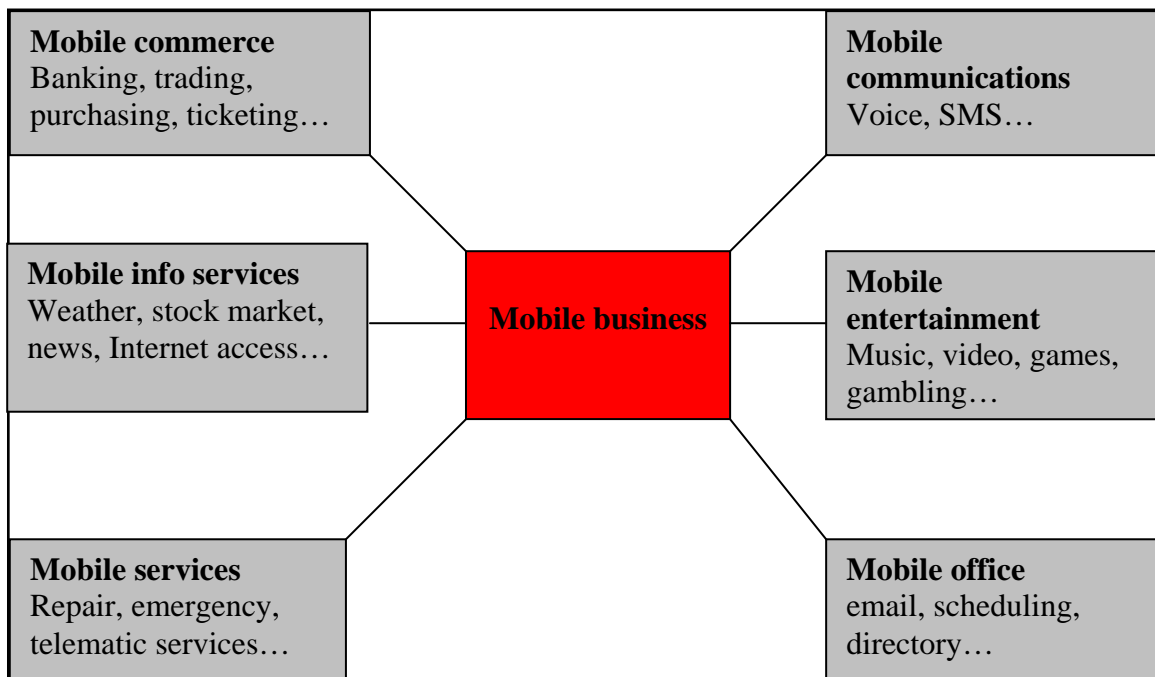 Mobile commerce
Banking, trading,
purchasing, ticketing…
Mobile
communications
Voice, SMS…
Mobile info services
Weather, stock market,
news, Internet access…
Mobile business
Mobile
entertainment
Music, video, games,
gambling…
Mobile services
Repair, emergency,
telematic services…
Mobile office
email, scheduling,
directory…